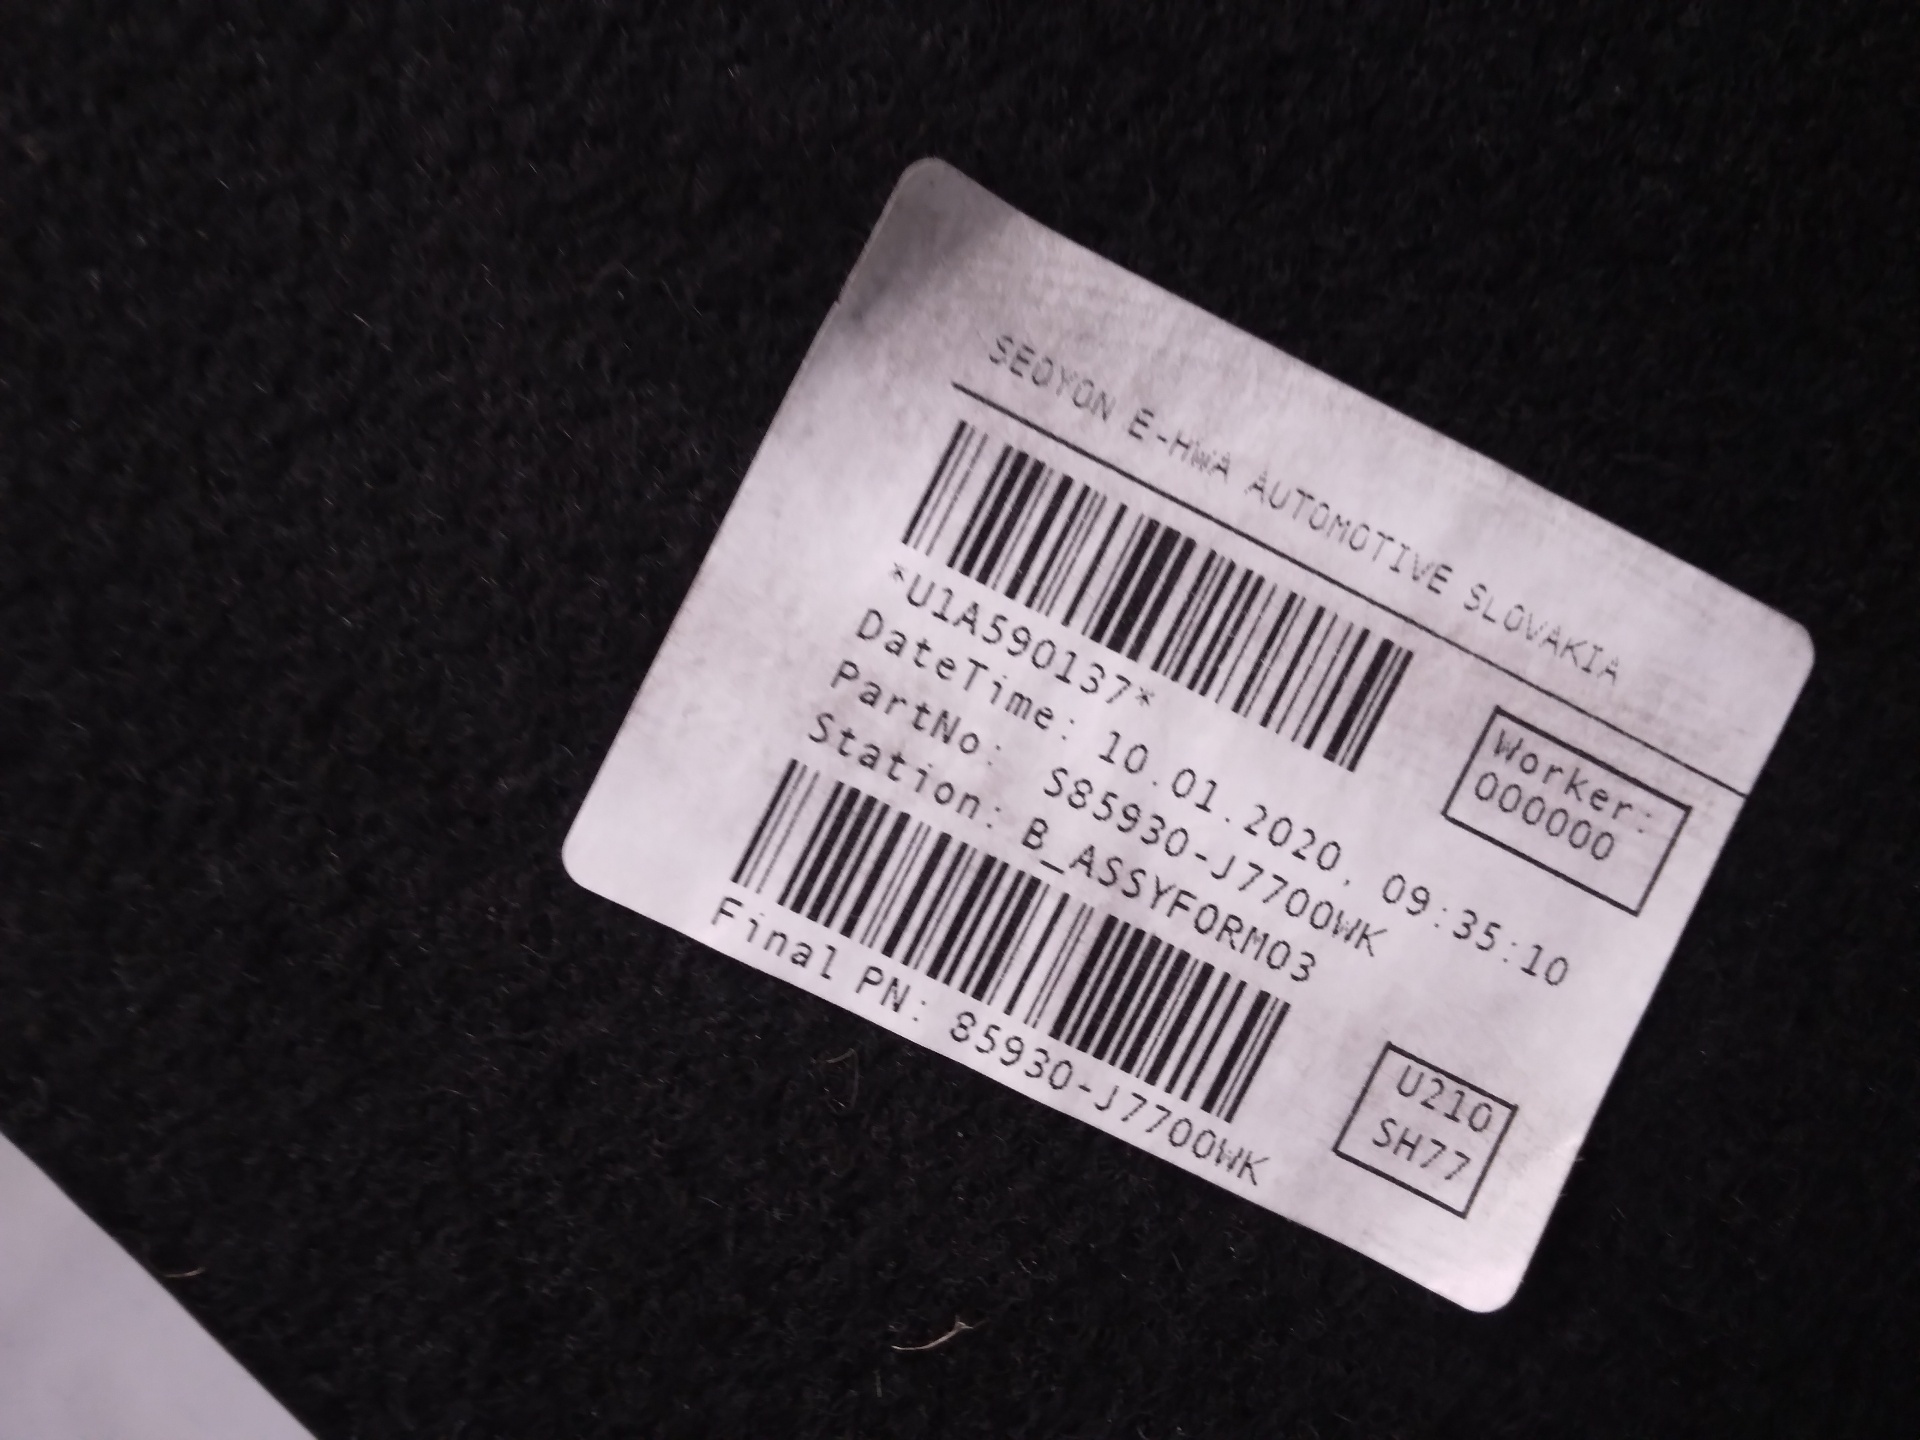 SEOYON E-HWA AUTOMOTIVE SLOVAKIA
*U1A590137*
Worker:
000000
DateTime: 10.01.2020. 09:35:10
PartNo: S85930-J7700WK
Station: B_ASSYFORM03
Final PN: 85930-J7700WK
U210
SH77